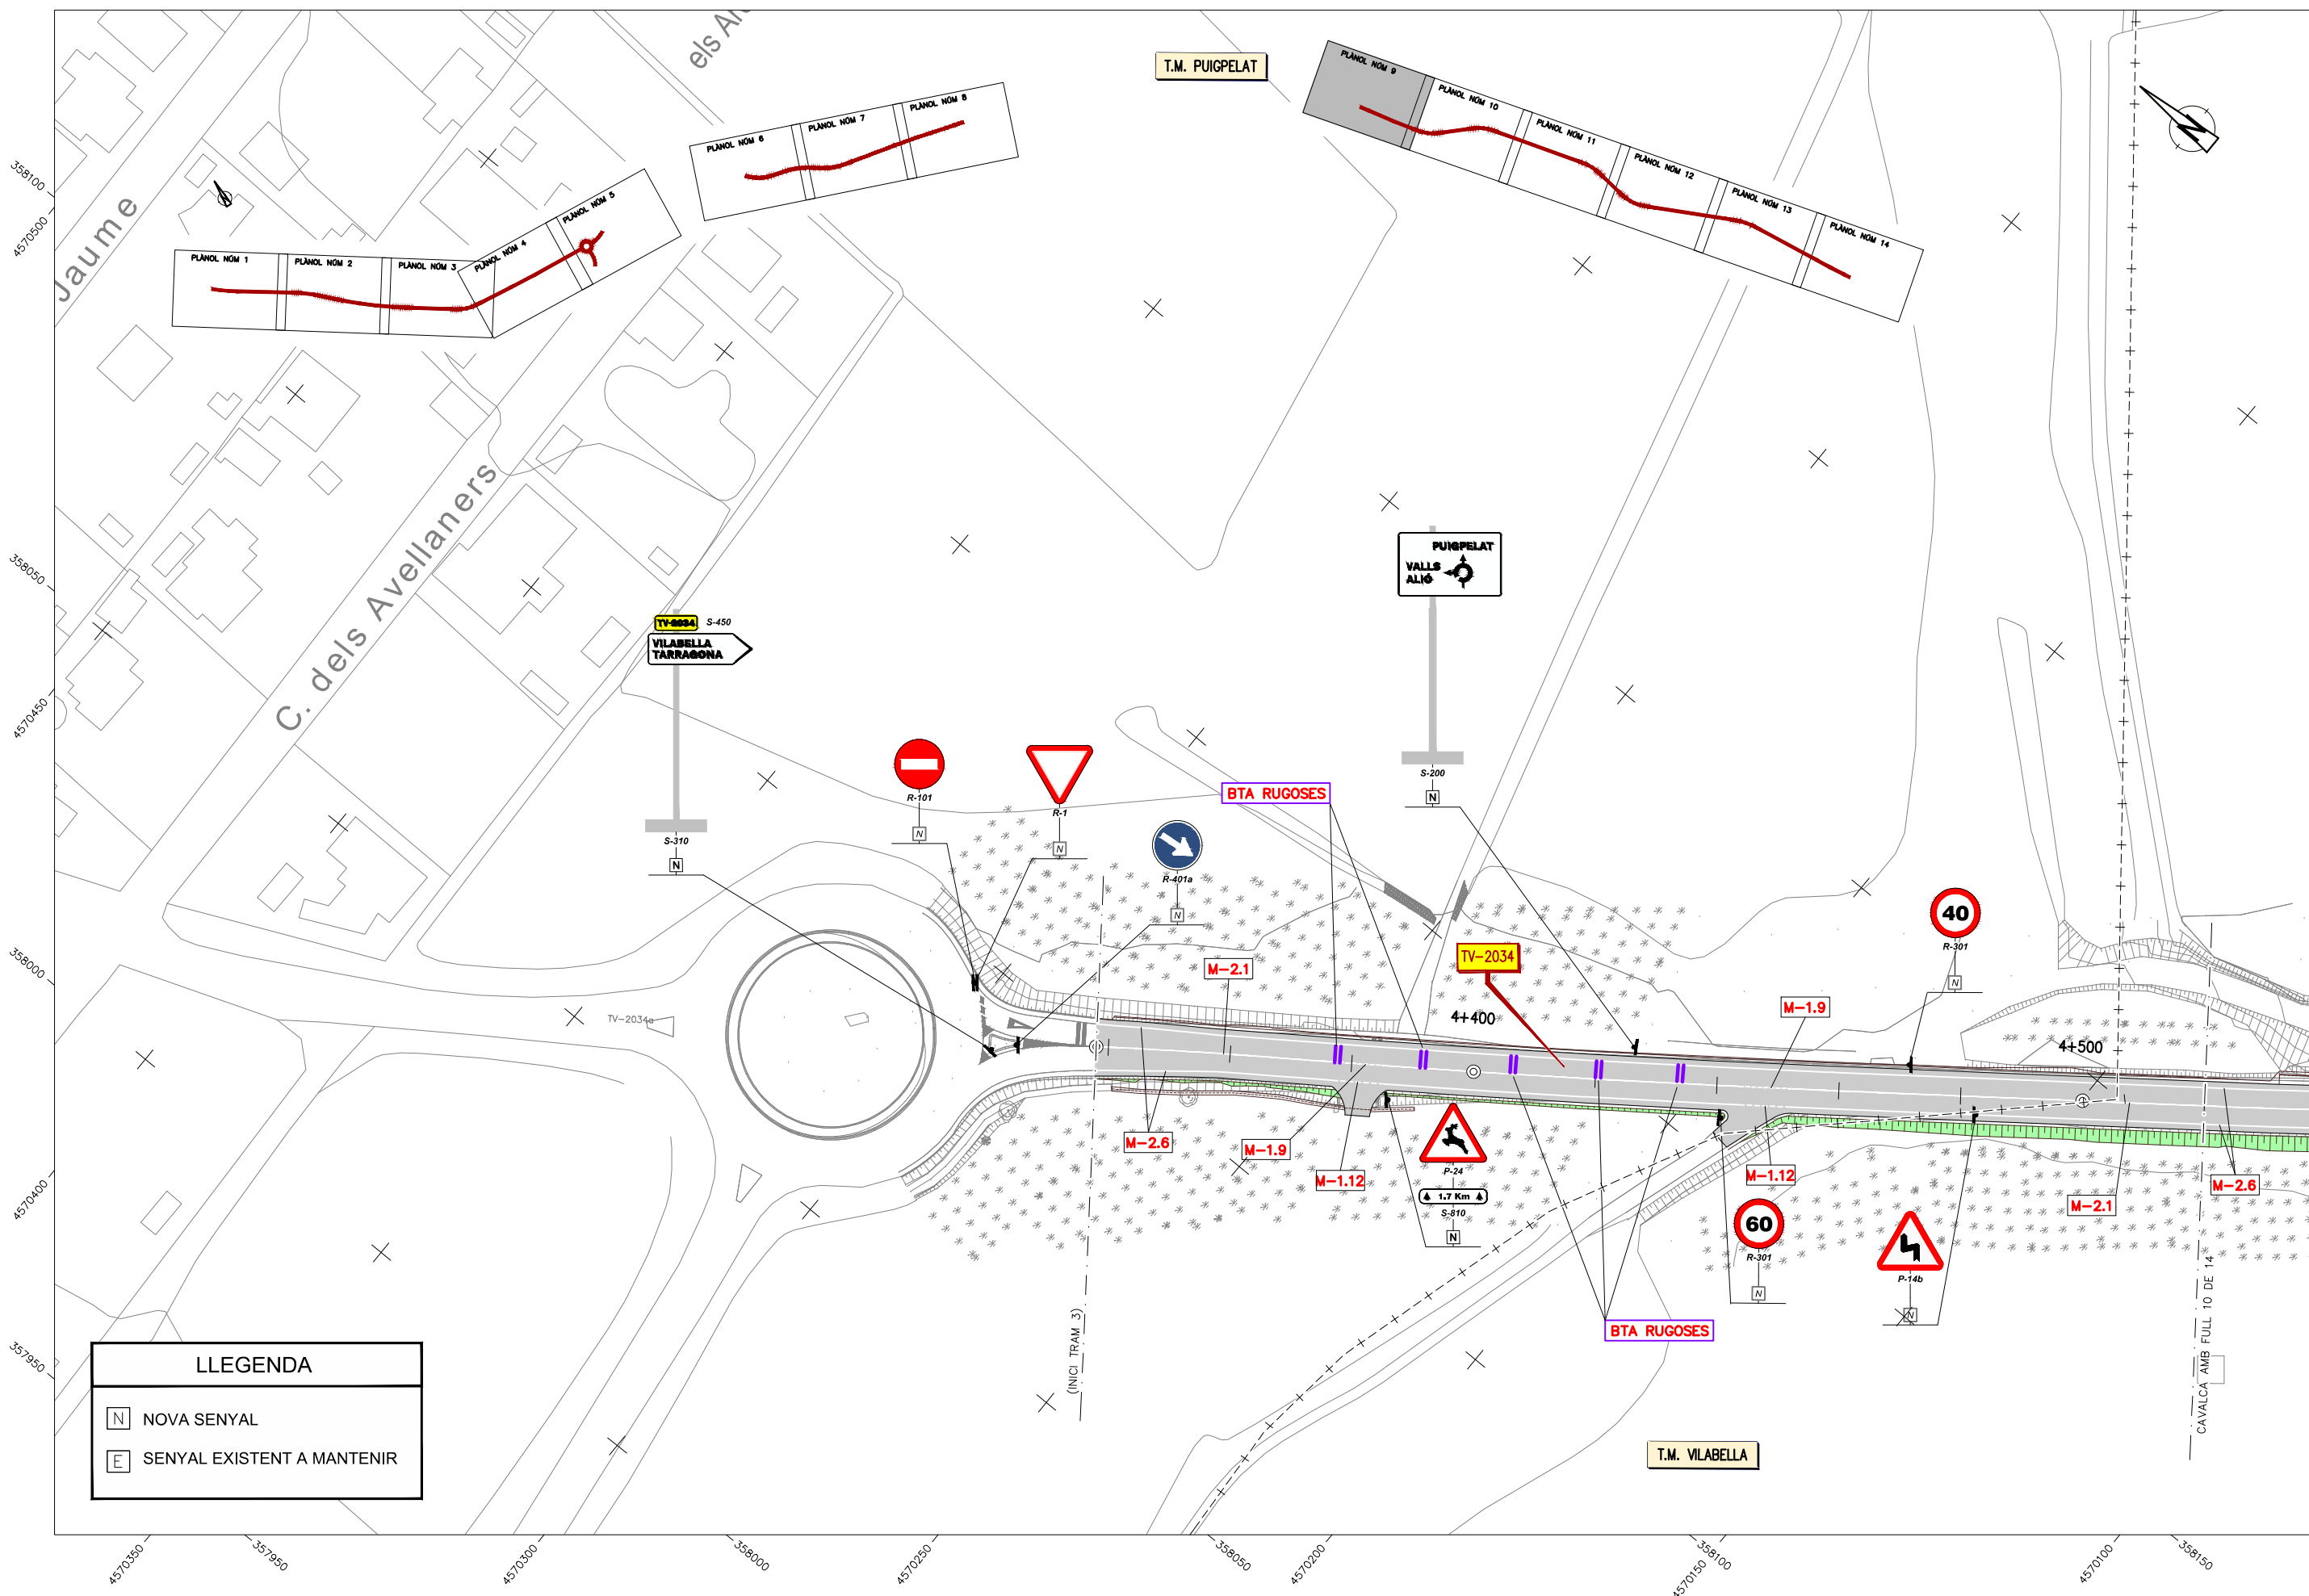 els
T.M. PUIGPELAT
PLÀNOL NÚM 9
PLÀNOL NÚM 10
PLÀNOL NÚM 11
PLÀNOL NÚM 12
PLÀNOL NÚM 13
PLÀNOL NÚM 14
PLÀNOL NÚM 6
PLÀNOL NÚM 7
PLÀNOL NÚM 8
N
PLÀNOL NÚM 1
PLÀNOL NÚM 2
PLÀNOL NÚM 3
PLÀNOL NÚM 4
PLÀNOL NÚM 5
358100
4570500
Jaume
C. dels Avellaners
358050
4570450
358000
4570400
357950
TV-2034
S-450
VILABELLA
TARRAGONA
S-310
N
PUIGPELAT
VALLS
ALIÓ
S-200
N
R-101
N
R-1
N
R-401a
N
BTA RUGOSES
TV-2034
TV-2034a
M-2.1
4+400
M-1.9
40
R-301
N
4+500
M-2.6
M-1.9
M-1.12
P-24
1.7 Km
S-810
N
M-1.12
60
R-301
N
P-14b
N
M-2.1
M-2.6
BTA RUGOSES
(INICI TRAM 3)
CAVALCA AMB FULL 10 DE 14
T.M. VILABELLA
LLEGENDA
N NOVA SENYAL
E SENYAL EXISTENT A MANTENIR
4570350
357950
4570300
358000
4570250
358050
4570200
358100
4570150
4570100
358150